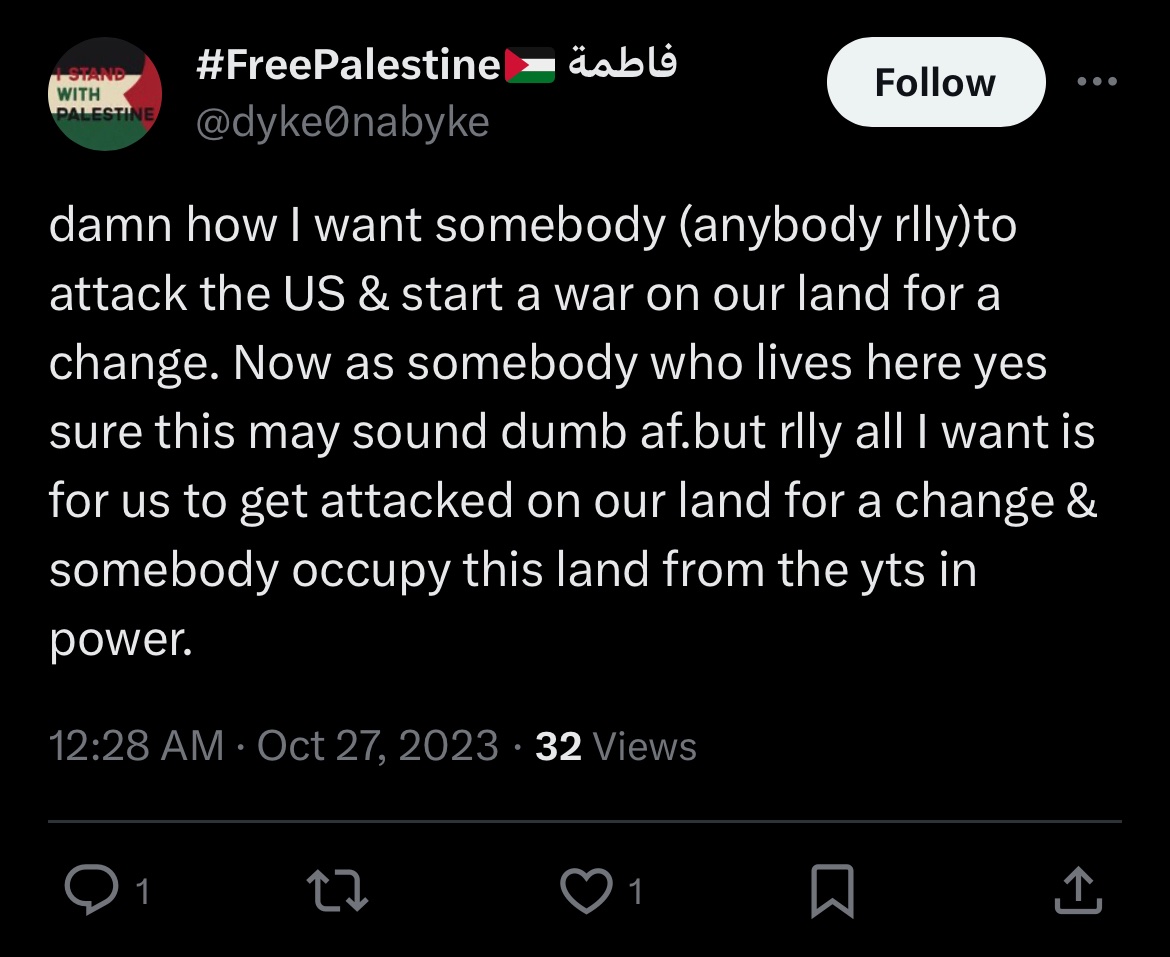 I STAND
WITH
PALESTINE
#FreePalestine🇵🇸 فاطمة
@dyke0nabyke
Follow
damn how I want somebody (anybody rlly)to
attack the US & start a war on our land for a
change. Now as somebody who lives here yes
sure this may sound dumb af.but rlly all I want is
for us to get attacked on our land for a change &
somebody occupy this land from the yts in
power.
12:28 AM · Oct 27, 2023 · 32 Views
1
1